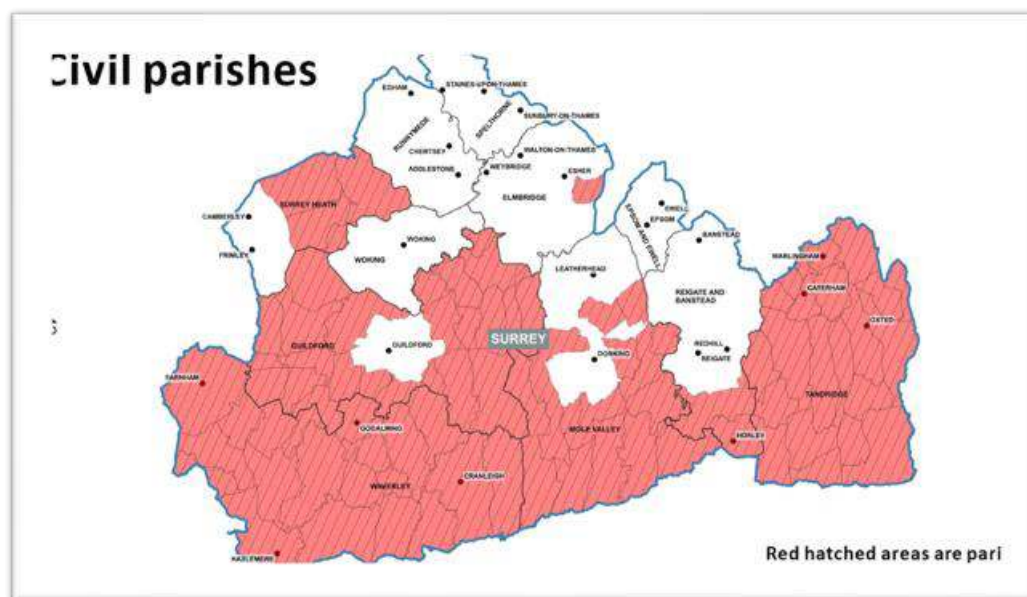 Civil parishes
STAINES-UPON-THAMES
EGHAM
SPELTHORNE
SUNBURY-ON-THAMES
RUNNYMEDE
CHERTSEY
WALTON-ON-THAMES
ADDLESTONE
WEYBRIDGE
ESHER
ELMBRIDGE
SURREY HEATH
CAMBERLEY
EWELL
EPSOM
EPSOM AND EWELL
BANSTEAD
WOKING
WOKING
FRIMLEY
WARLINGHAM
LEATHERHEAD
CATERHAM
REIGATE AND
BANSTEAD
OXTED
SURREY
GUILDFORD
GUILDFORD
REDHILL
REIGATE
DORKING
FARNHAM
TANDRIDGE
GODALMING
MOLE VALLEY
HORLEY
CRANLEIGH
WAVERLEY
HASLEMERE
Red hatched areas are pari